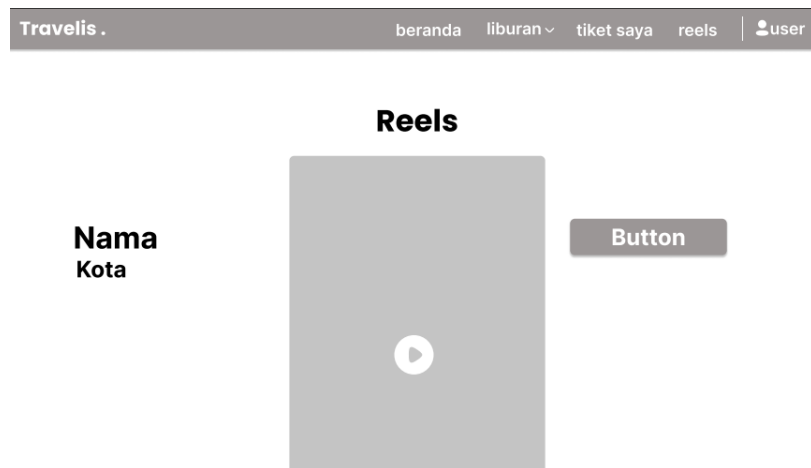 Travelis. beranda liburan tiket saya reels user
Reels
Nama
Kota
Button